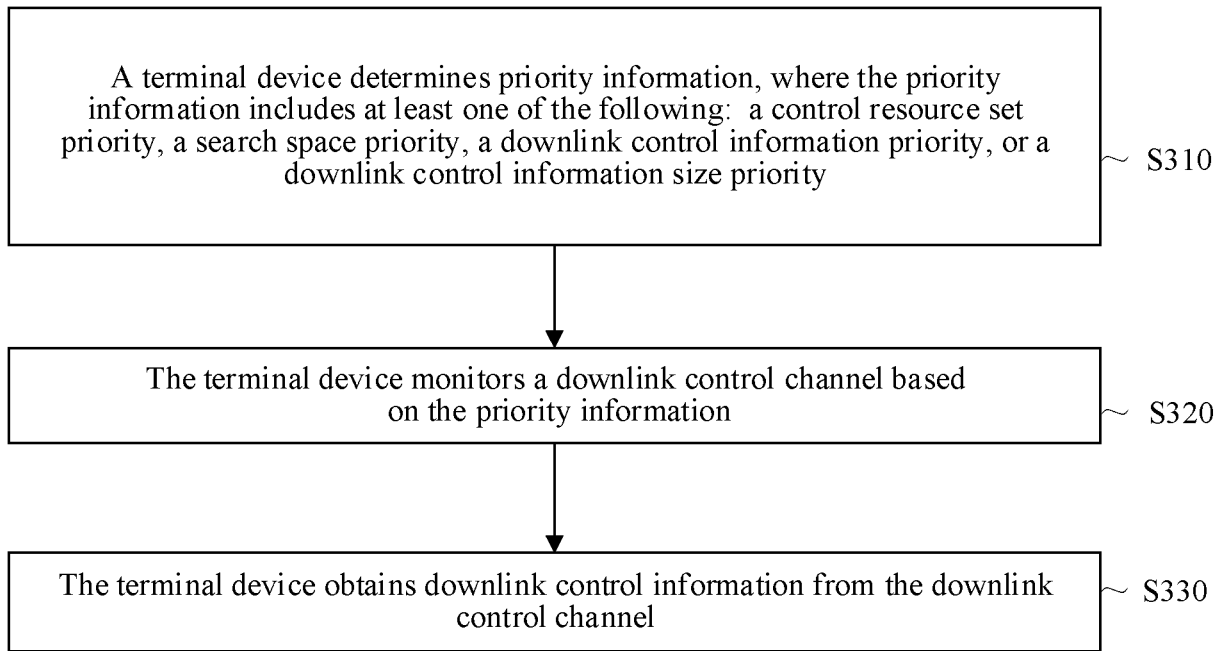 A terminal device determines priority information, where the priority
information includes at least one of the following: a control resource set
priority, a search space priority, a downlink control information priority, or a
downlink control information size priority
S310
The terminal device monitors a downlink control channel based
on the priority information
S320
The terminal device obtains downlink control information from the downlink
control channel
S330